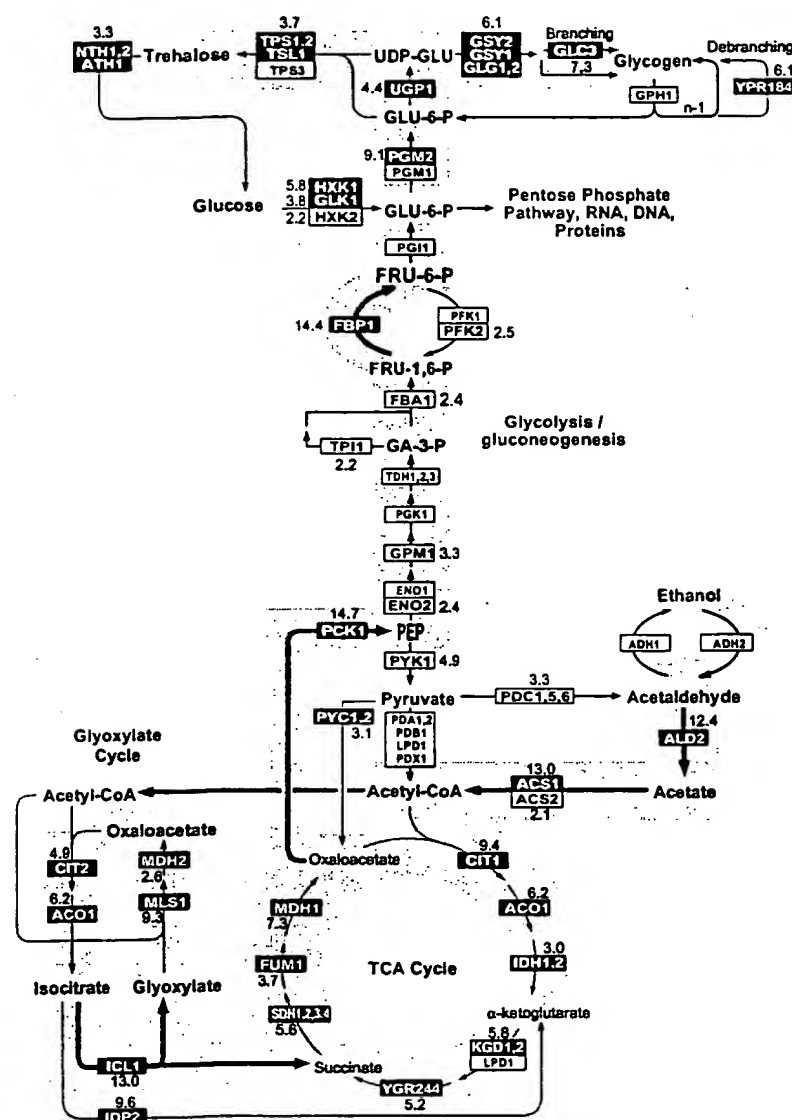 3.3
NTH1,2
ATH1
Trehalose
3.7
TPS1,2
TSL1
TPS3
UDP-GLU
6.1
GSY2
GSY1
GLG1,2
Branching
GLC3
7.3
Glycogen
Debranching
6.1
YPR184
GPH1
n-1
4.4 UGP1
GLU-6-P
9.1 PGM2
PGM1
Glucose
5.8 HXK1
3.8 GLK1
2.2 HXK2
GLU-6-P
Pentose Phosphate
Pathway, RNA, DNA,
Proteins
PGI1
FRU-6-P
14.4 FBP1
PFK1
PFK2 2.5
FRU-1,6-P
FBA1 2.4
Glycolysis /
gluconeogenesis
TPI1
2.2
GA-3-P
TDH1,2,3
PGK1
GPM1 3.3
ENO1
ENO2 2.4
14.7
PCK1
PEP
PYK1 4.9
Ethanol
ADH1
ADH2
Pyruvate
3.3
PDC1,5,6
Acetaldehyde
PYC1,2
3.1
PDA1,2
PDB1
LPD1
PDX1
12.4
ALD2
Glyoxylate
Cycle
Acetyl-CoA
Acetyl-CoA
13.0
ACS1
ACS2
2.1
Acetate
Oxaloacetate
4.9
CIT2
MDH2
2.6
6.2
ACO1
MLS1
9.3
Isocitrate
Glyoxylate
ICL1
13.0
9.6
IDP2
Oxaloacetate
9.4
CIT1
6.2
ACO1
3.0
IDH1,2
α-ketoglutarate
5.8
KGD1,2
LPD1
YGR244
5.2
Succinate
SDH1,2,3,4
5.6
FUM1
3.7
MDH1
7.3
TCA Cycle